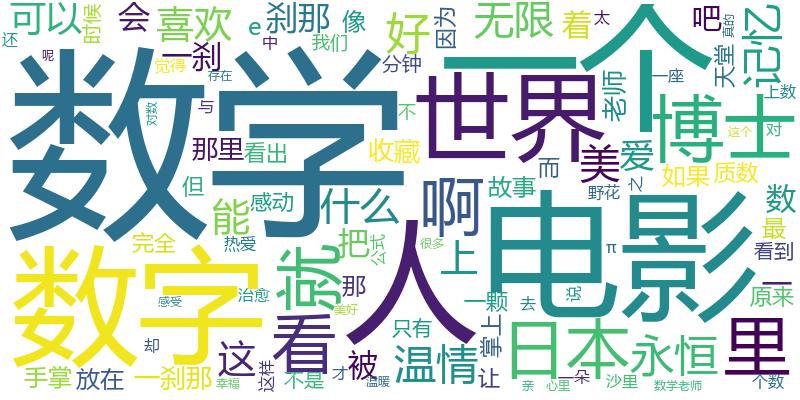 可以 会 喜欢 e 刹那 像 好 无限 着 吧 记忆
时候 还 一刹 中 我们 因为 一个 太 真的
呢 觉得 分钟 天堂
数学 存在 与 不 世界 老师 一座 上数
对数 博士 这个 对
那里 看出 收藏 美 爱 而 如果 质数
但 能 感动 什么 啊 故事 野花 之 数
完全 热爱 把 公式 人 很多 上 电影 π 最 看到
数字 就 那 一颗 去 说 原来 一
感受 治愈 美好 只有 掌上 日本 永恒 里
却 这 看 被 温情
手掌 放在 一刹那 这样 不是 才 温暖 让 一朵 沙里 个数
幸福 亲 心里 数学老师